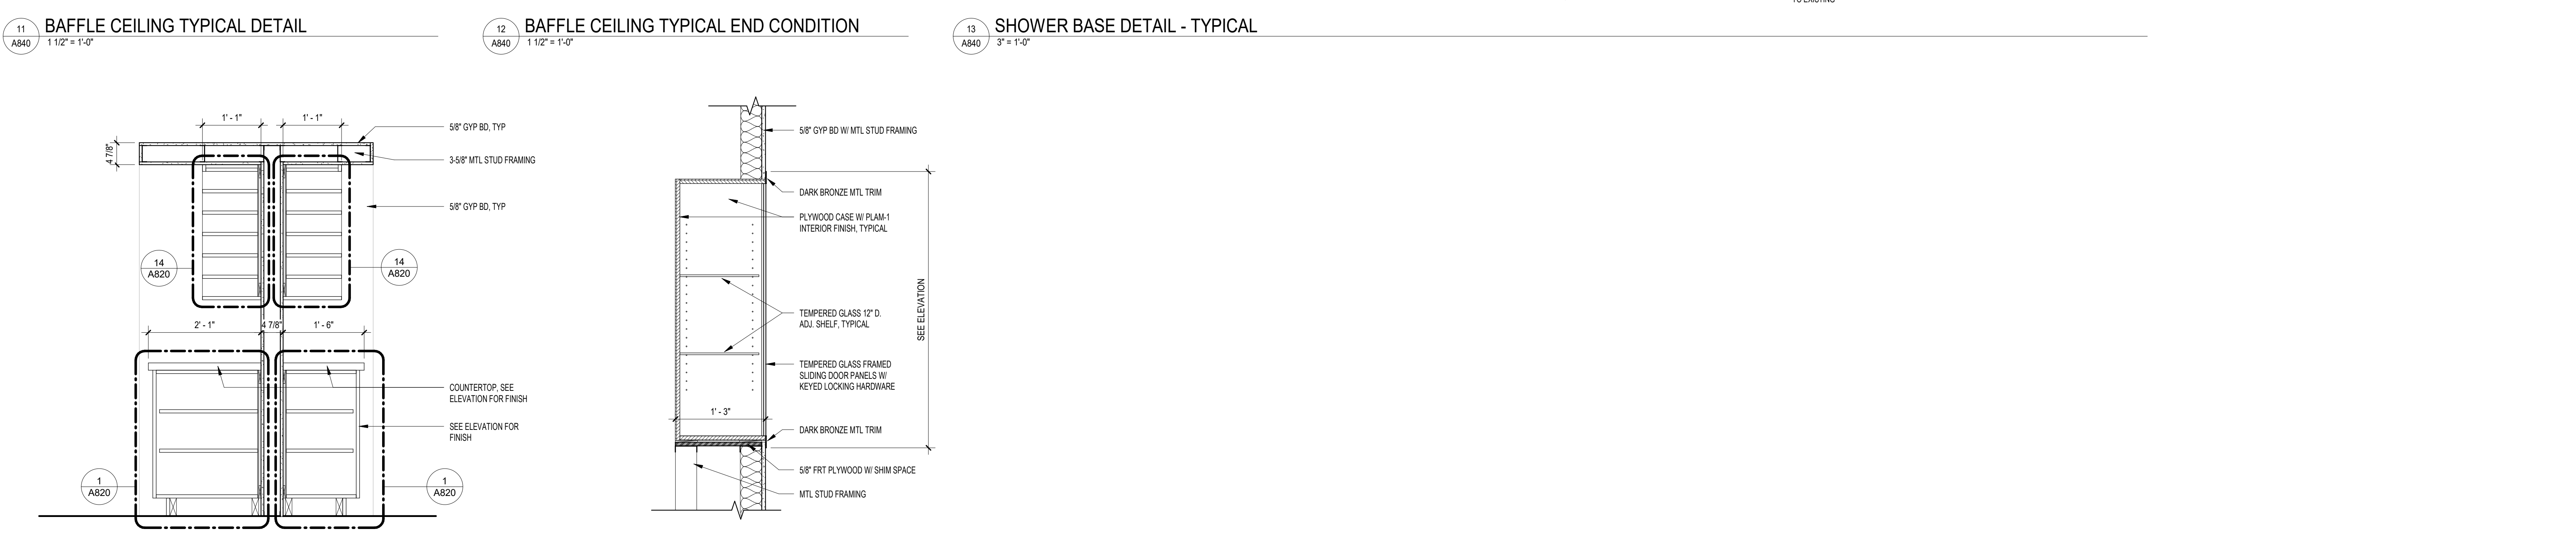 TO EXISTING
11
A840
BAFFLE CEILING TYPICAL DETAIL
1 1/2" = 1'-0"
12
A840
BAFFLE CEILING TYPICAL END CONDITION
1 1/2" = 1'-0"
13
A840
SHOWER BASE DETAIL - TYPICAL
3" = 1'-0"
1' - 1"
1' - 1"
4 7/8"
5/8" GYP BD, TYP
3-5/8" MTL STUD FRAMING
5/8" GYP BD, TYP
14
A820
14
A820
2' - 1"
4 7/8"
1' - 6"
COUNTERTOP, SEE
ELEVATION FOR FINISH
SEE ELEVATION FOR
FINISH
1
A820
1
A820
5/8" GYP BD W/ MTL STUD FRAMING
DARK BRONZE MTL TRIM
PLYWOOD CASE W/ PLAM-1
INTERIOR FINISH, TYPICAL
TEMPERED GLASS 12" D.
ADJ. SHELF, TYPICAL
SEE ELEVATION
TEMPERED GLASS FRAMED
SLIDING DOOR PANELS W/
KEYED LOCKING HARDWARE
1' - 3"
DARK BRONZE MTL TRIM
5/8" FRT PLYWOOD W/ SHIM SPACE
MTL STUD FRAMING